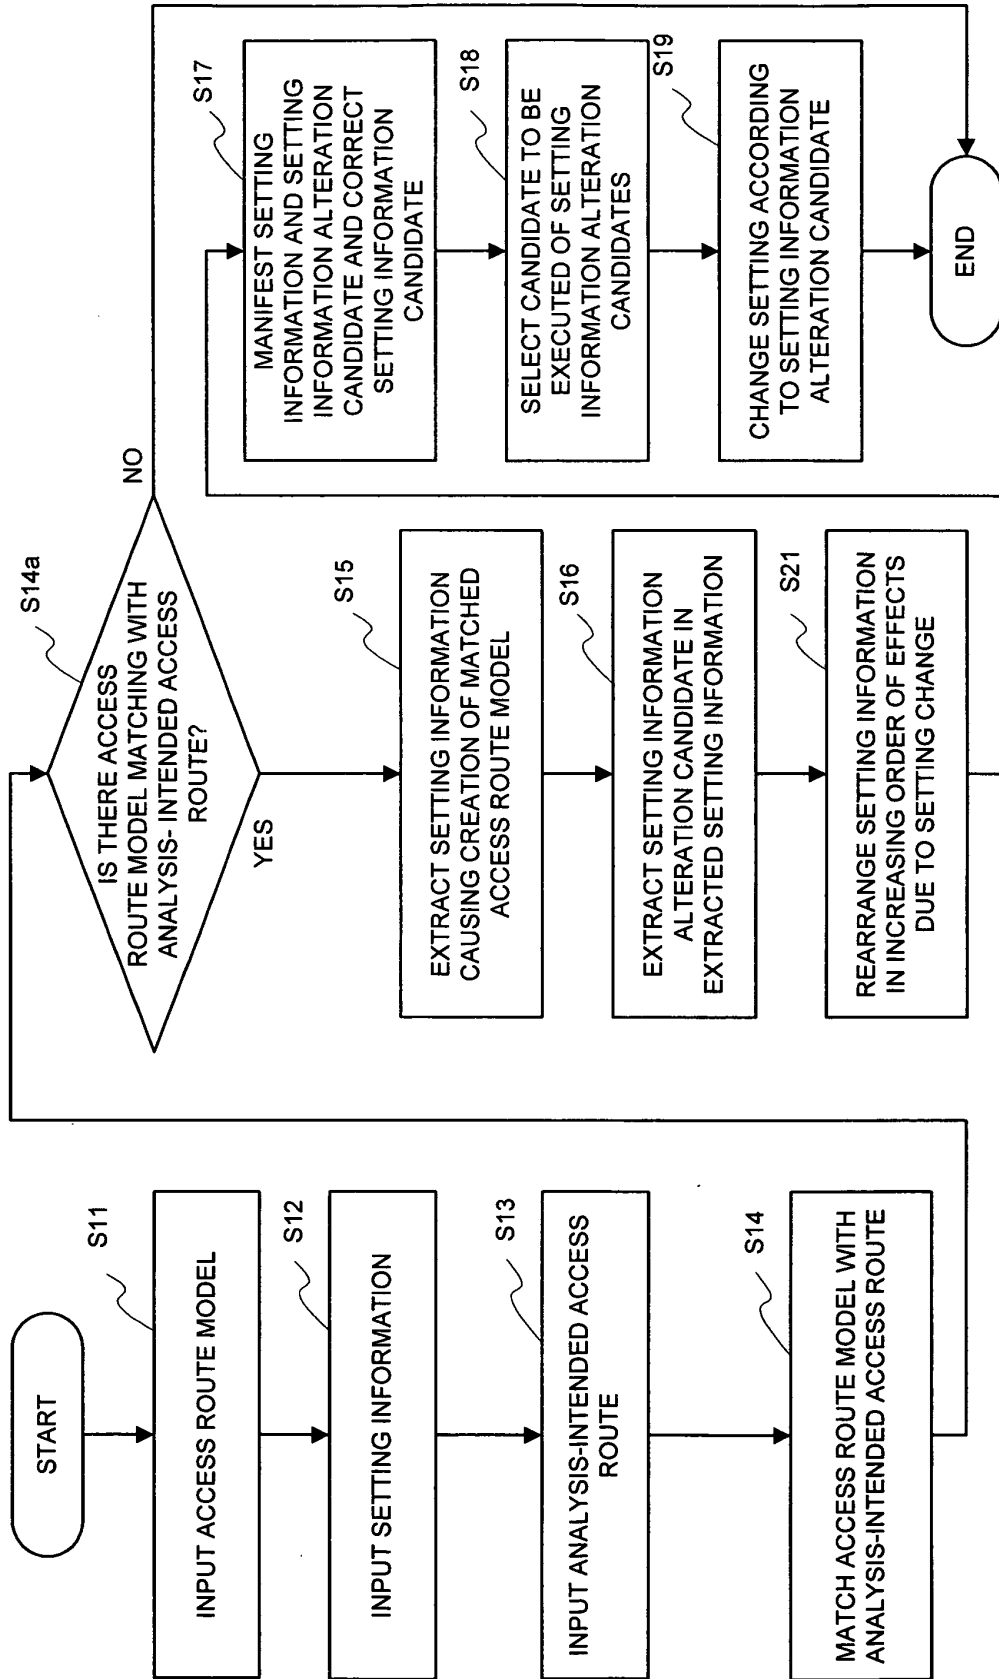 START
S11
INPUT ACCESS ROUTE MODEL
S12
INPUT SETTING INFORMATION
S13
INPUT ANALYSIS-INTENDED ACCESS
ROUTE
S14
MATCH ACCESS ROUTE MODEL WITH
ANALYSIS-INTENDED ACCESS ROUTE
S14a
IS THERE ACCESS
ROUTE MODEL MATCHING WITH
ANALYSIS- INTENDED ACCESS
ROUTE?
NO
YES
S15
EXTRACT SETTING INFORMATION
CAUSING CREATION OF MATCHED
ACCESS ROUTE MODEL
S16
EXTRACT SETTING INFORMATION
ALTERATION CANDIDATE IN
EXTRACTED SETTING INFORMATION
S21
REARRANGE SETTING INFORMATION
IN INCREASING ORDER OF EFFECTS
DUE TO SETTING CHANGE
S17
MANIFEST SETTING
INFORMATION AND SETTING
INFORMATION ALTERATION
CANDIDATE AND CORRECT
SETTING INFORMATION
CANDIDATE
S18
SELECT CANDIDATE TO BE
EXECUTED OF SETTING
INFORMATION ALTERATION
CANDIDATES
S19
CHANGE SETTING ACCORDING
TO SETTING INFORMATION
ALTERATION CANDIDATE
END